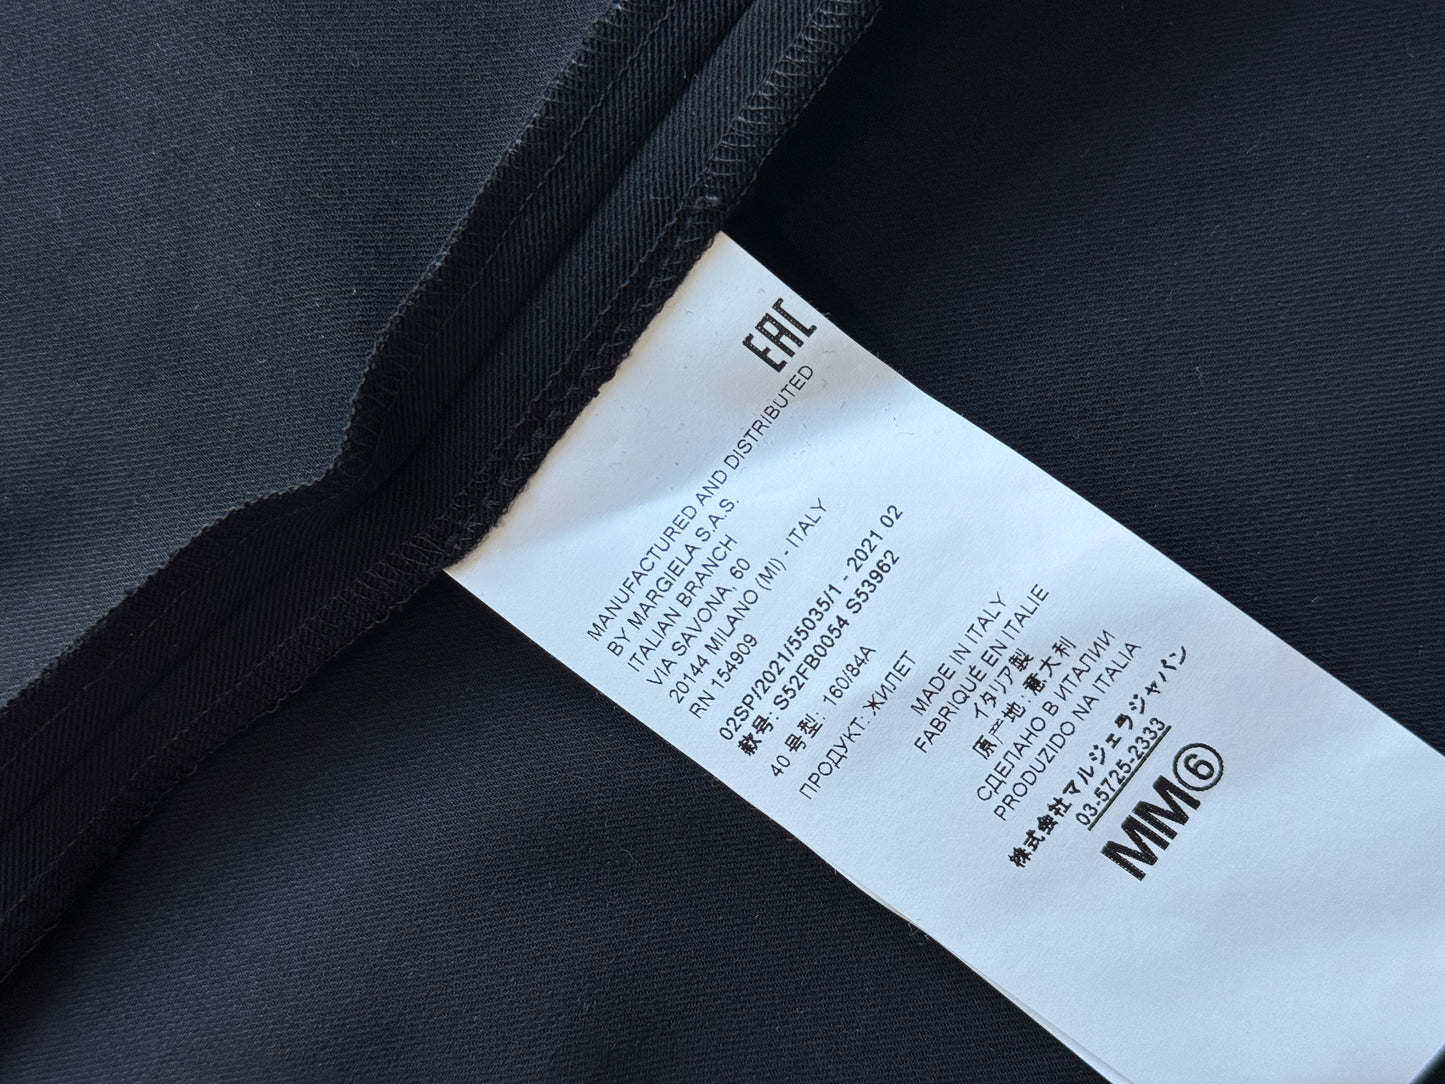 EAC
MANUFACTURED AND DISTRIBUTED
BY MARGIELA S.A.S.
ITALIAN BRANCH
VIA SAVONA, 60
20144 MILANO (MI) - ITALY
RN 154909
02SP/2021/55035/1 - 2021 02
款号: S52FB0054 S53962
40 号型: 160/84A
ПРОДУКТ: ЖИЛЕТ
MADE IN ITALY
FABRIQUÉ EN ITALIE
イタリア製
原产地: 意大利
СДЕЛАНО В ИТАЛИИ
PRODUZIDO NA ITALIA
株式会社マルジェラジャパン
03-5725-2333
MM⑥